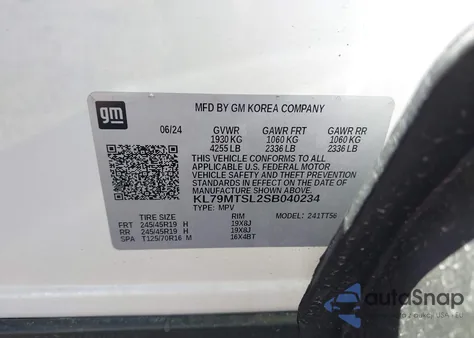 gm
MFD BY GM KOREA COMPANY
06/24 GVWR GAWR FRT GAWR RR
1930 KG 1060 KG 1060 KG
4255 LB 2336 LB 2336 LB
THIS VEHICLE CONFORMS TO ALL
APPLICABLE U.S. FEDERAL MOTOR
VEHICLE SAFETY AND THEFT PREVENTION
STANDARDS IN EFFECT ON THE DATE OF
MANUFACTURE SHOWN ABOVE.
KL79MTSL2SB040234
TYPE: MPV MODEL: 241TT56
TIRE SIZE RIM
FRT 245/45R19 H 19X8J
RR 245/45R19 H 19X8J
SPA T125/70R16 M 16X4BT
autoSnap